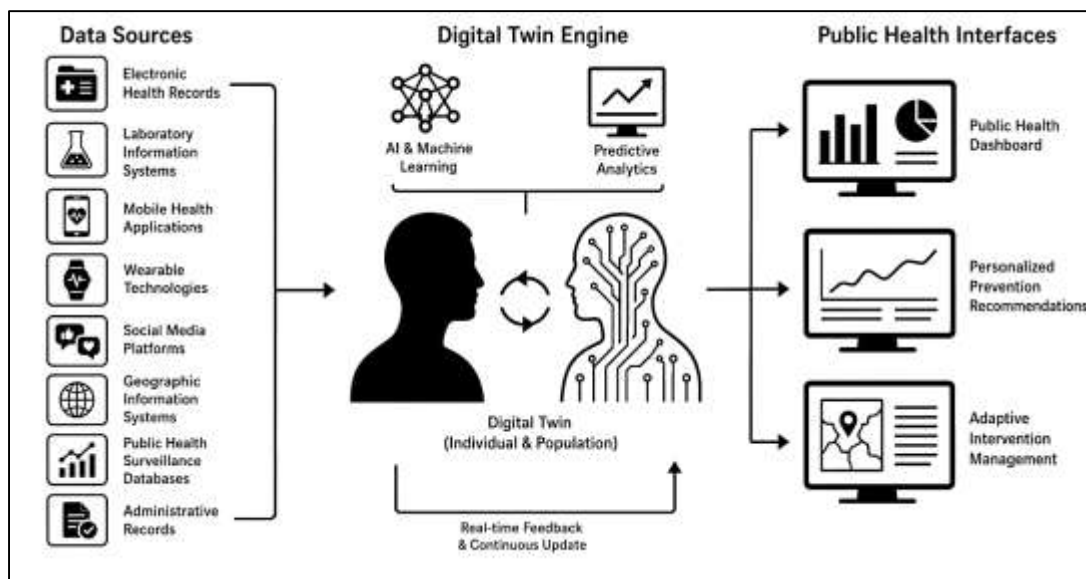 Data Sources
Electronic
Health Records
Laboratory
Information
Systems
Mobile Health
Applications
Wearable
Technologies
Social Media
Platforms
Geographic
Information
Systems
Public Health
Surveillance
Databases
Administrative
Records
Digital Twin Engine
AI & Machine
Learning
Predictive
Analytics
Digital Twin
(Individual & Population)
Real-time Feedback
& Continuous Update
Public Health Interfaces
Public Health
Dashboard
Personalized
Prevention
Recommendations
Adaptive
Intervention
Management